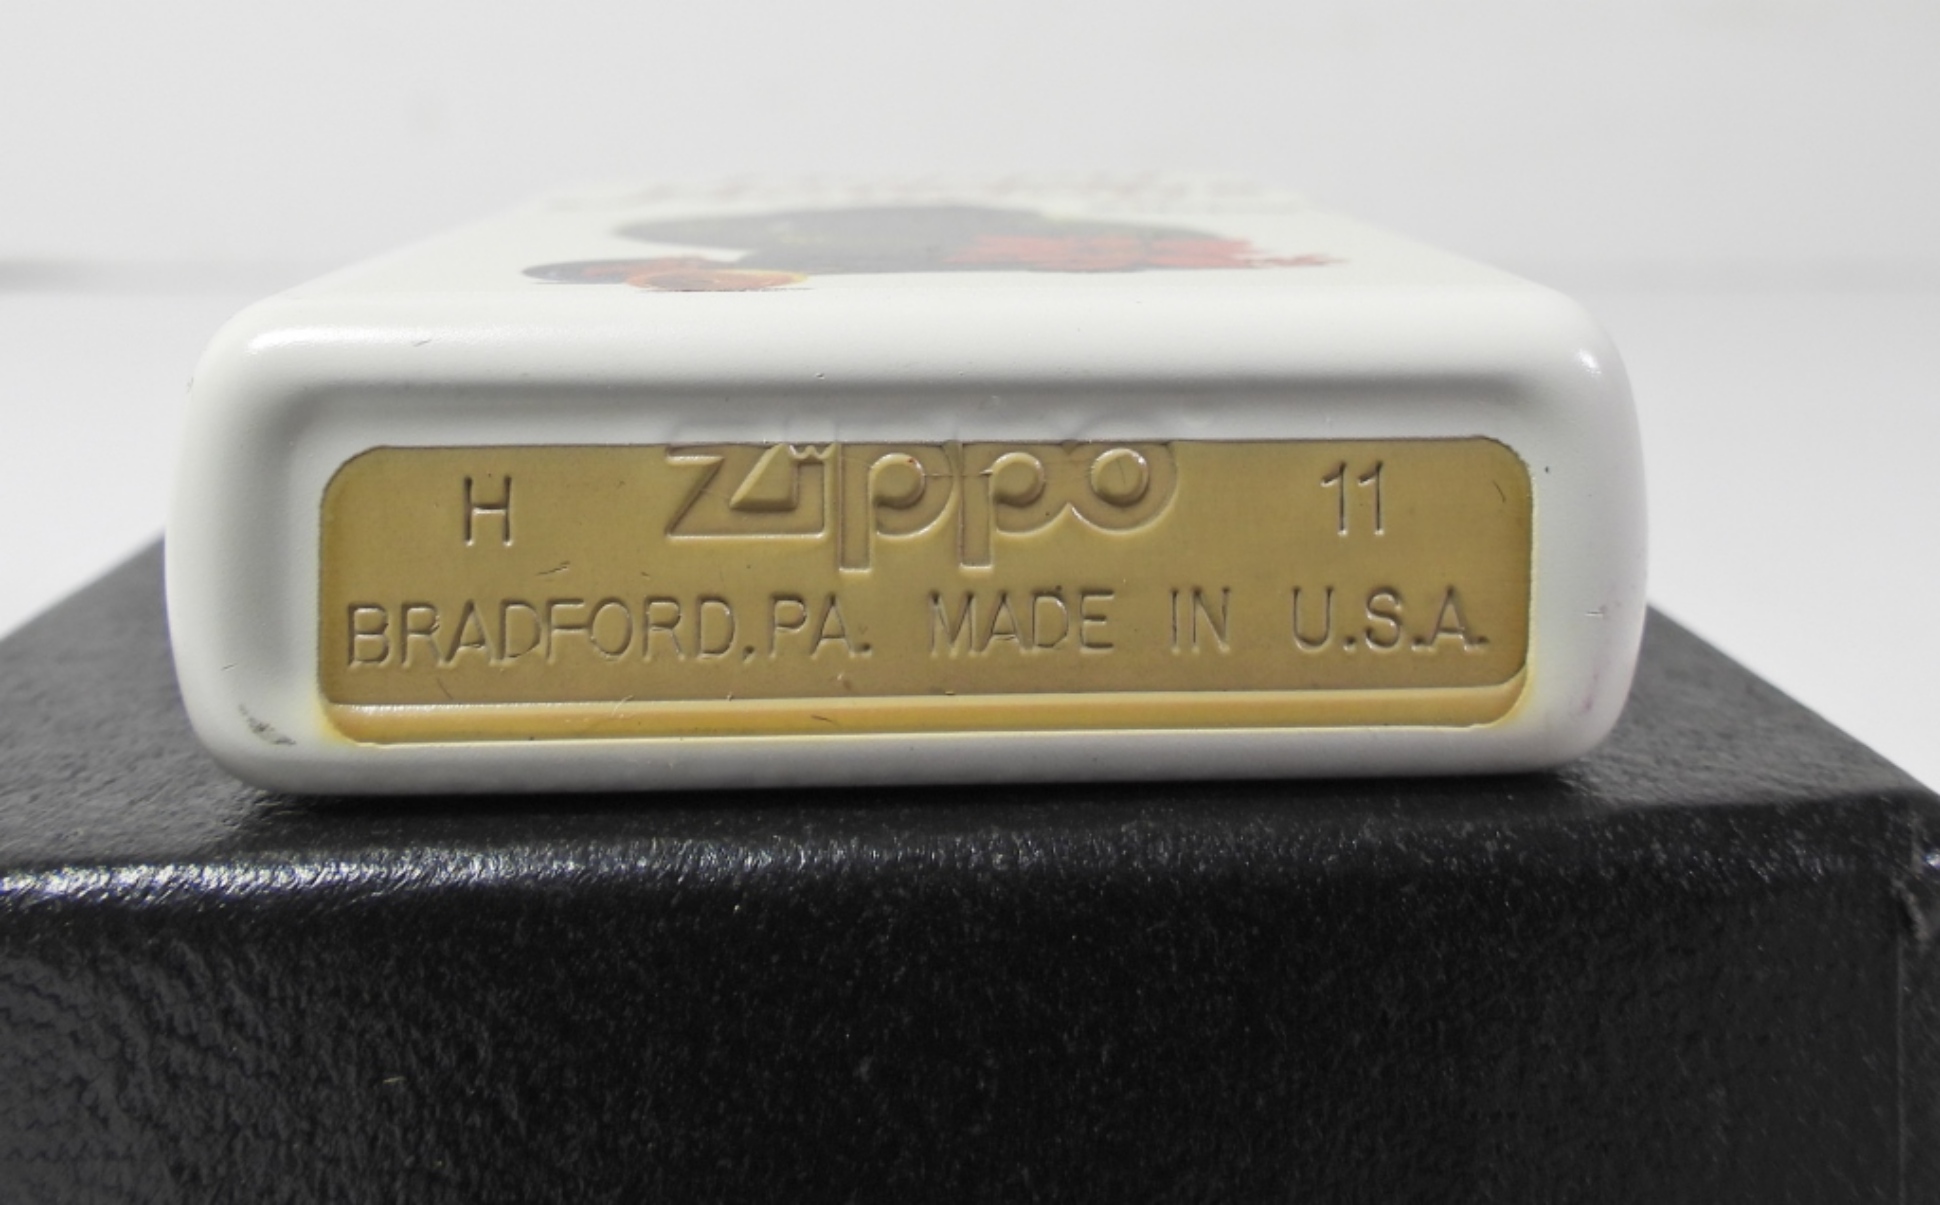 H zippo 11
BRADFORD, PA. MADE IN U.S.A.